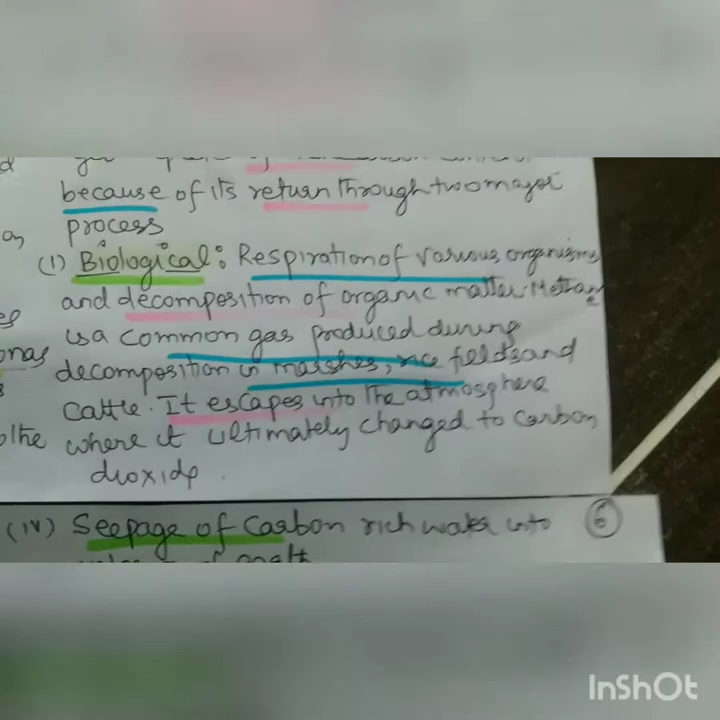 because of its return through two major
on process
(1) Biological: Respiration of various organisms
and decomposition of organic matter. Methane
is a common gas produced during
decomposition in marshes, rice fields and
cattle. It escapes into the atmosphere
where it ultimately changed to carbon
dioxide.
(iv) Seepage of Carbon rich water into 6
InShOt